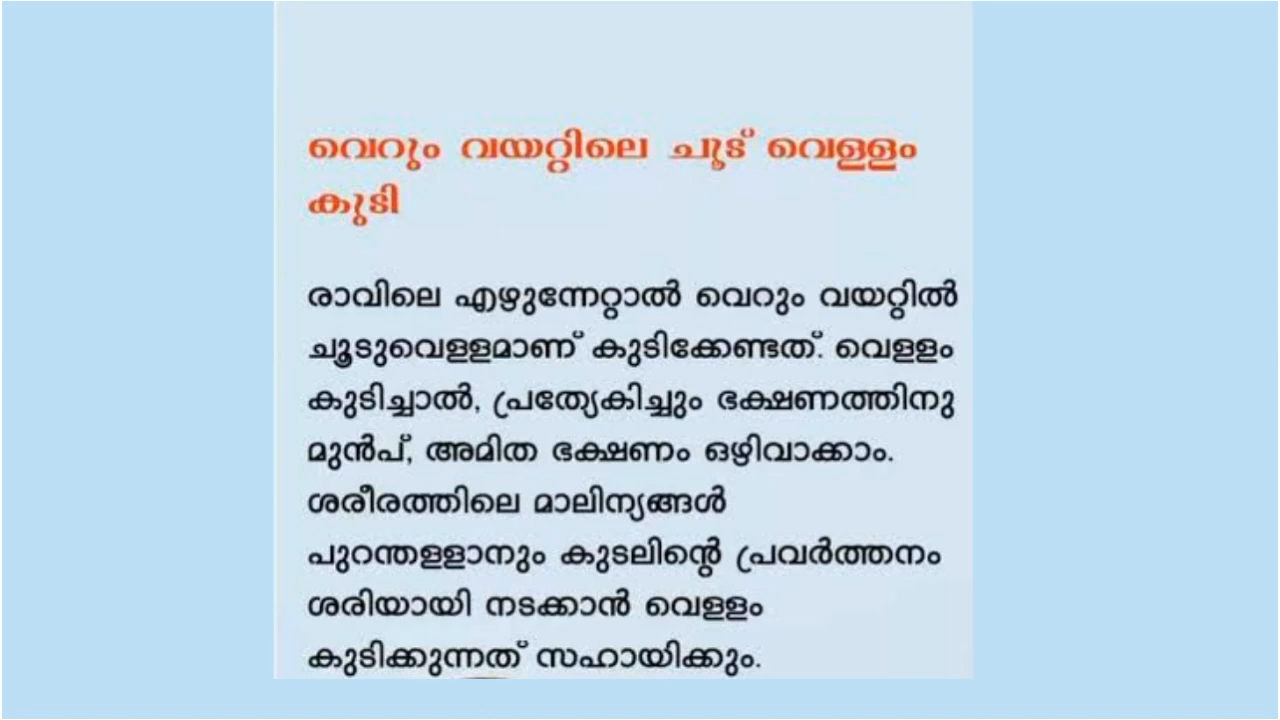 വെറും വയറ്റിലെ ചൂട് വെള്ളം
കുടി
രാവിലെ എഴുന്നേറ്റാൽ വെറും വയറ്റിൽ
ചൂടുവെള്ളമാണ് കുടിക്കേണ്ടത്. വെള്ളം
കുടിച്ചാൽ, പ്രത്യേകിച്ചും ഭക്ഷണത്തിനു
മുൻപ്, അമിത ഭക്ഷണം ഒഴിവാക്കാം.
ശരീരത്തിലെ മാലിന്യങ്ങൾ
പുറന്തള്ളാനും കുടലിന്റെ പ്രവർത്തനം
ശരിയായി നടക്കാൻ വെള്ളം
കുടിക്കുന്നത് സഹായിക്കും.